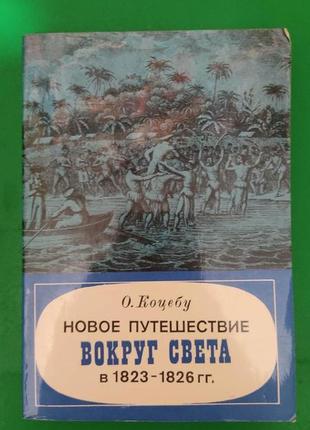 О. Коцебу
НОВОЕ ПУТЕШЕСТВИЕ
ВОКРУГ СВЕТА
в 1823-1826 гг.